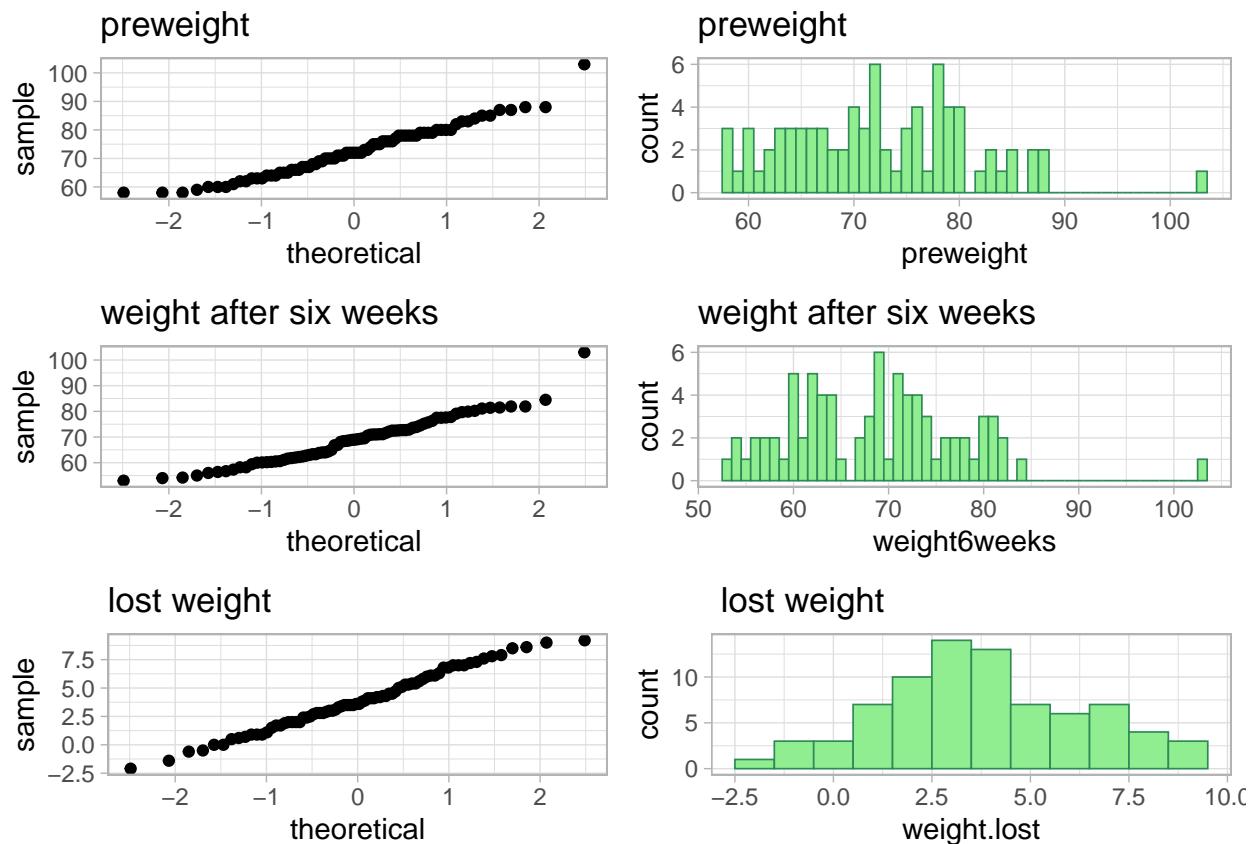 preweight
100
90
80
70
60
sample
−2 −1 0 1 2
theoretical
preweight
6
4
2
0
count
60 70 80 90 100
preweight
weight after six weeks
100
90
80
70
60
sample
−2 −1 0 1 2
theoretical
weight after six weeks
6
4
2
0
count
50 60 70 80 90 100
weight6weeks
lost weight
7.5
5.0
2.5
0.0
−2.5
sample
−2 −1 0 1 2
theoretical
lost weight
10
5
0
count
−2.5 0.0 2.5 5.0 7.5 10.0
weight.lost